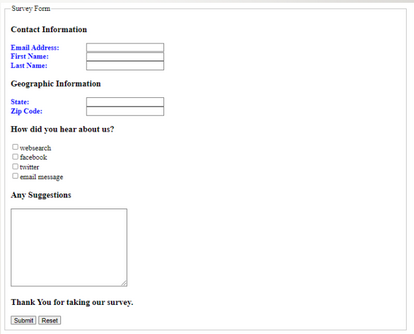 Survey Form
Contact Information
Email Address:
First Name:
Last Name:
Geographic Information
State:
Zip Code:
How did you hear about us?
websearch
facebook
twitter
email message
Any Suggestions
Thank You for taking our survey.
Submit Reset